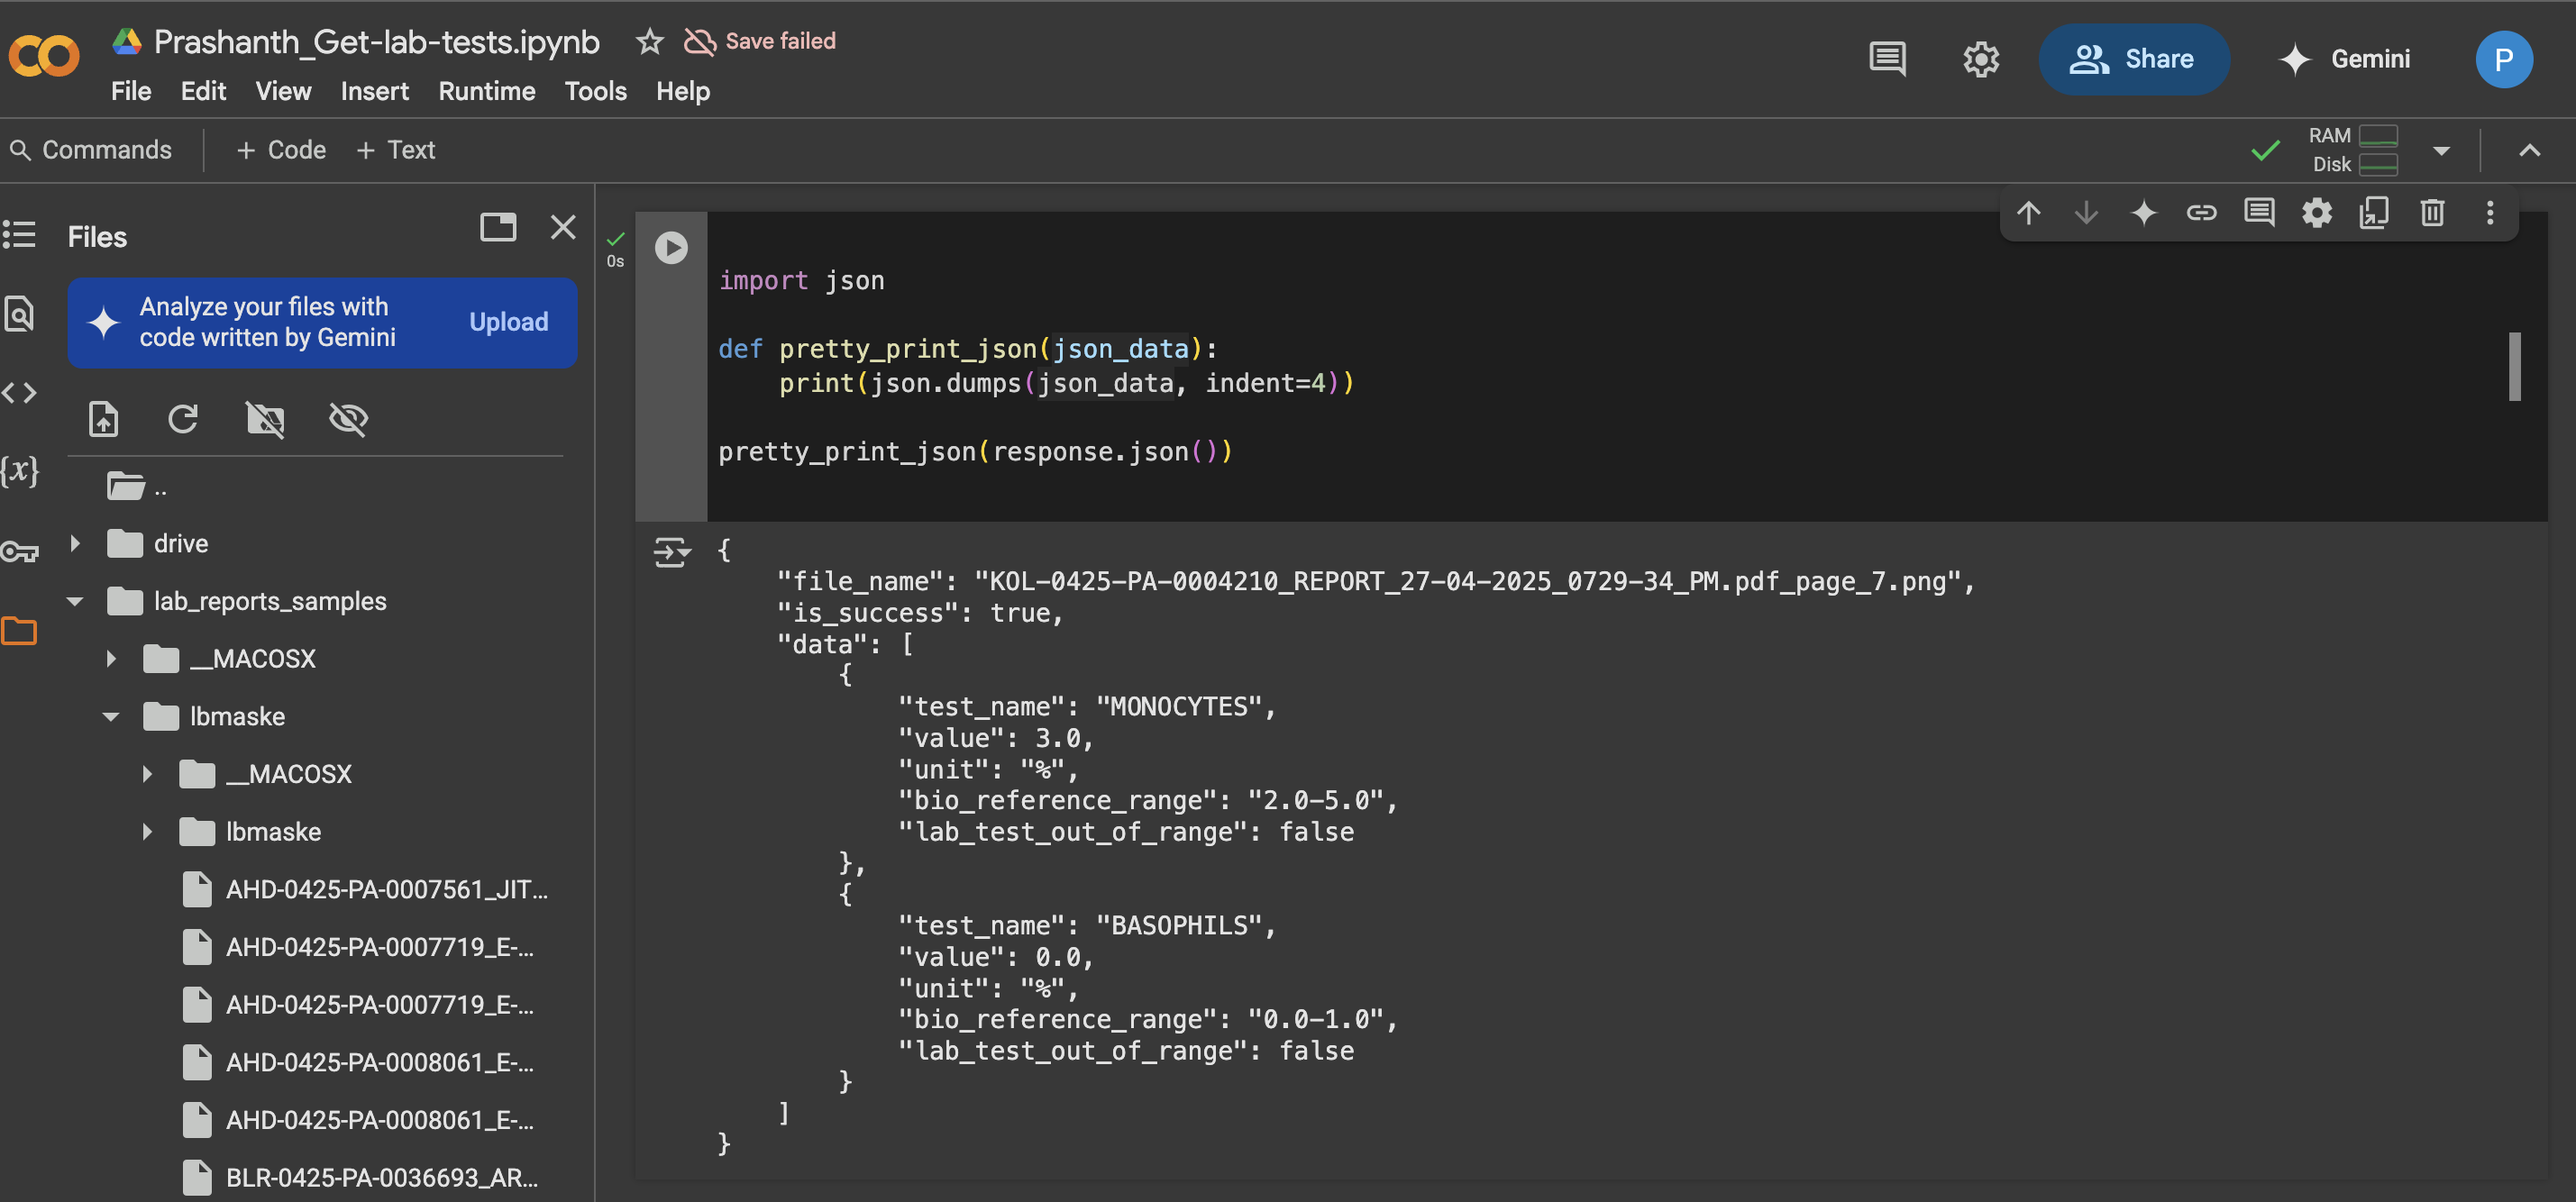 Prashanth_Get-lab-tests.ipynb
Save failed
File Edit View Insert Runtime Tools Help
Share
Gemini
P
Commands
+ Code
+ Text
RAM
Disk
Files
Analyze your files with
code written by Gemini
Upload
{x}
..
drive
lab_reports_samples
__MACOSX
lbmaske
__MACOSX
lbmaske
AHD-0425-PA-0007561_JIT...
AHD-0425-PA-0007719_E-...
AHD-0425-PA-0007719_E-...
AHD-0425-PA-0008061_E-...
AHD-0425-PA-0008061_E-...
BLR-0425-PA-0036693_AR...
0s
import json
def pretty_print_json(json_data):
    print(json.dumps(json_data, indent=4))
pretty_print_json(response.json())
{
    "file_name": "KOL-0425-PA-0004210_REPORT_27-04-2025_0729-34_PM.pdf_page_7.png",
    "is_success": true,
    "data": [
        {
            "test_name": "MONOCYTES",
            "value": 3.0,
            "unit": "%",
            "bio_reference_range": "2.0-5.0",
            "lab_test_out_of_range": false
        },
        {
            "test_name": "BASOPHILS",
            "value": 0.0,
            "unit": "%",
            "bio_reference_range": "0.0-1.0",
            "lab_test_out_of_range": false
        }
    ]
}